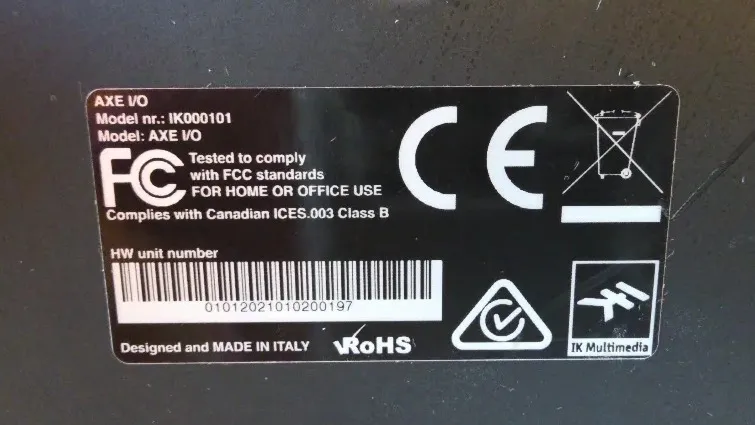 AXE I/O
Model nr.: IK000101
Model: AXE I/O
FC Tested to comply
with FCC standards
FOR HOME OR OFFICE USE
Complies with Canadian ICES.003 Class B
CE
HW unit number
01012021010200197
Designed and MADE IN ITALY
RoHS
IK Multimedia